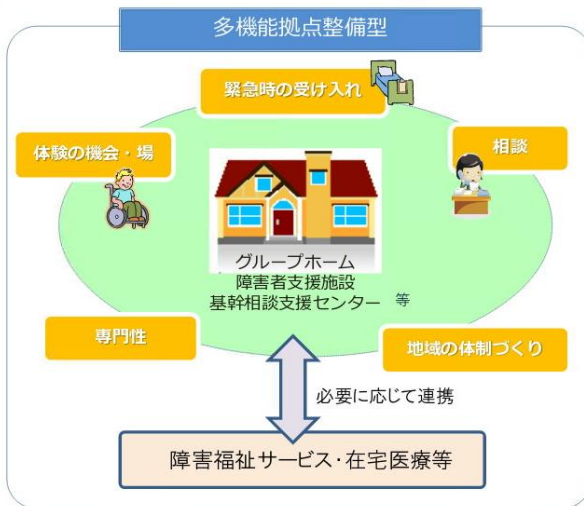 多機能拠点整備型
緊急時の受け入れ
体験の機会・場
相談
グループホーム
障害者支援施設
基幹相談支援センター 等
専門性
地域の体制づくり
必要に応じて連携
障害福祉サービス・在宅医療等